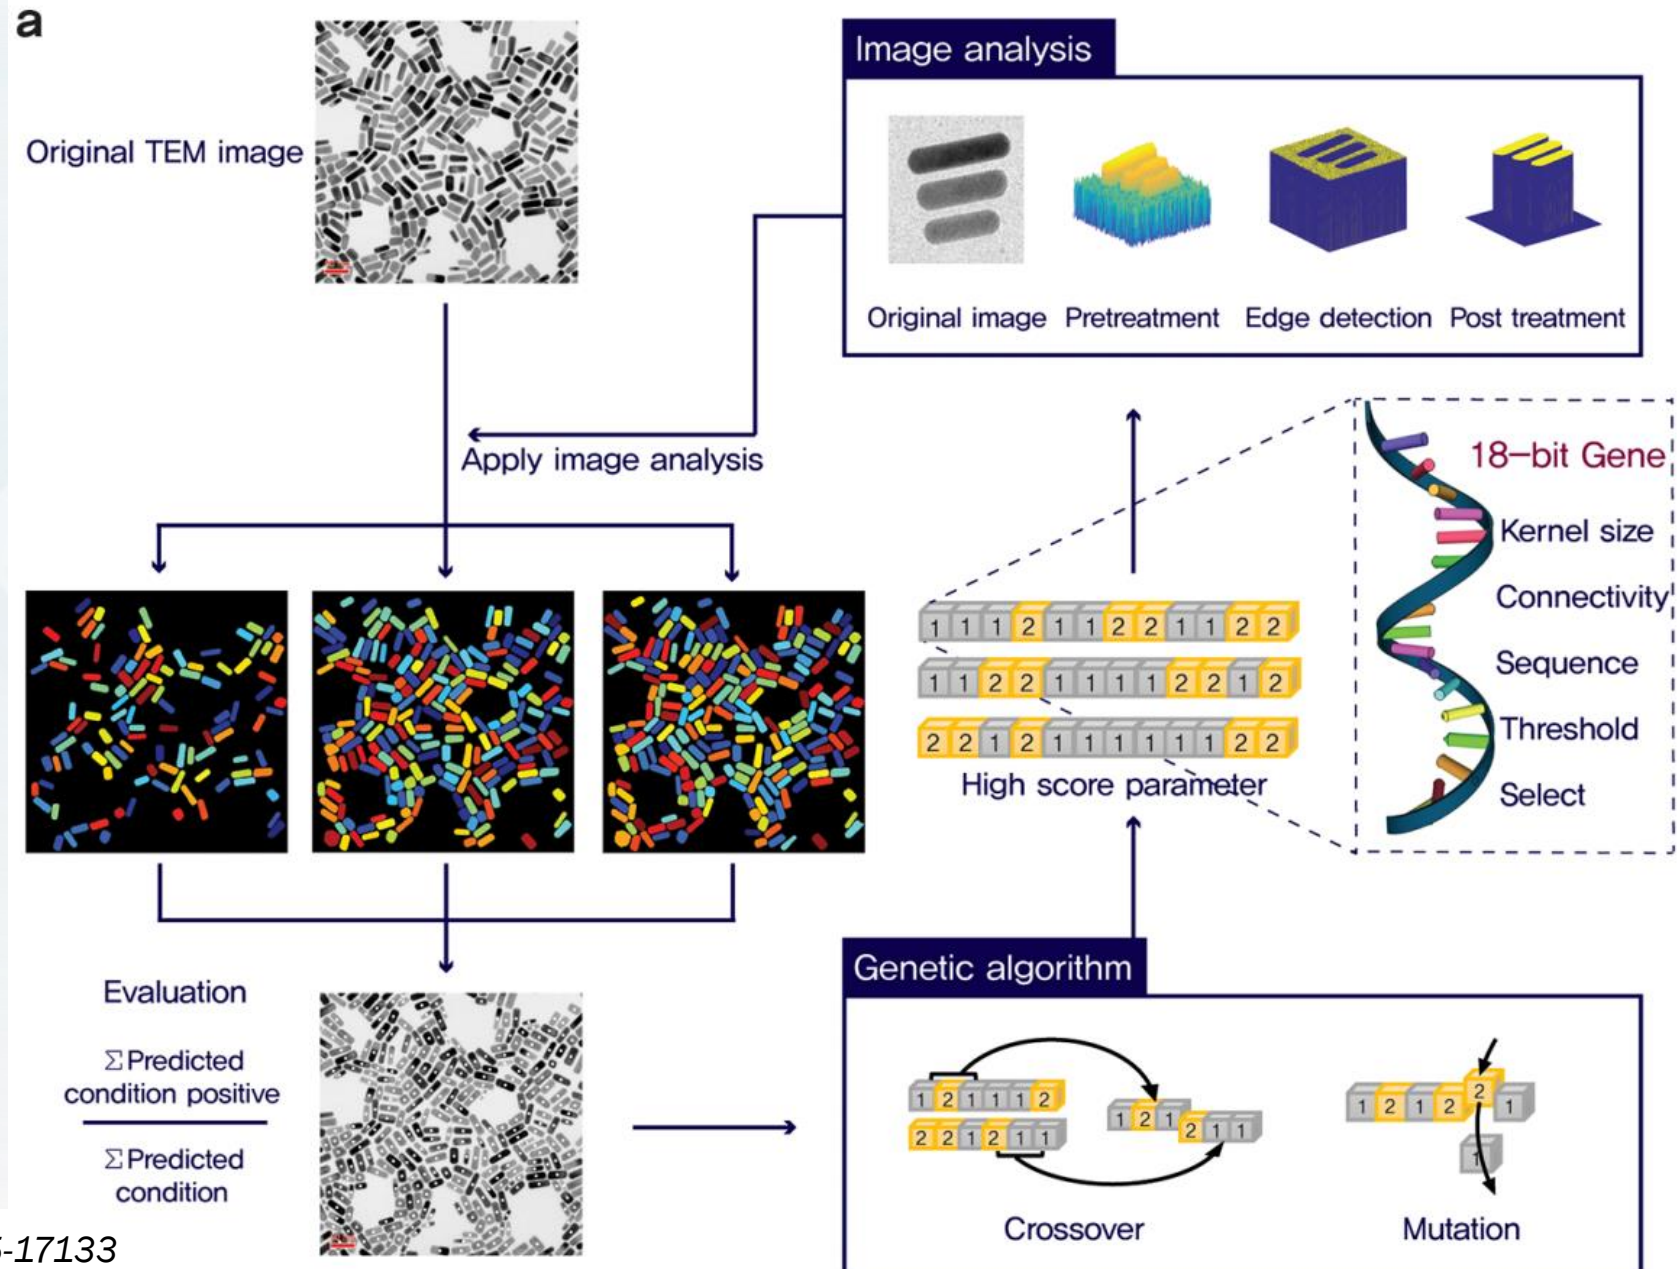 a
Original TEM image
Image analysis
Original image
Pretreatment
Edge detection
Post treatment
Apply image analysis
18-bit Gene
Kernel size
Connectivity
Sequence
Threshold
Select
1 1 1 2 1 1 2 2 1 1 2 2
1 1 2 2 1 1 1 1 2 2 1 2
2 2 1 2 1 1 1 1 1 1 2 2
High score parameter
Evaluation
ΣPredicted
condition positive
ΣPredicted
condition
Genetic algorithm
1 2 1 1 1 2
2 2 1 2 1 1
1 2 1
2 1 1
Crossover
1 2 1 2 2 1
1
Mutation
-17133